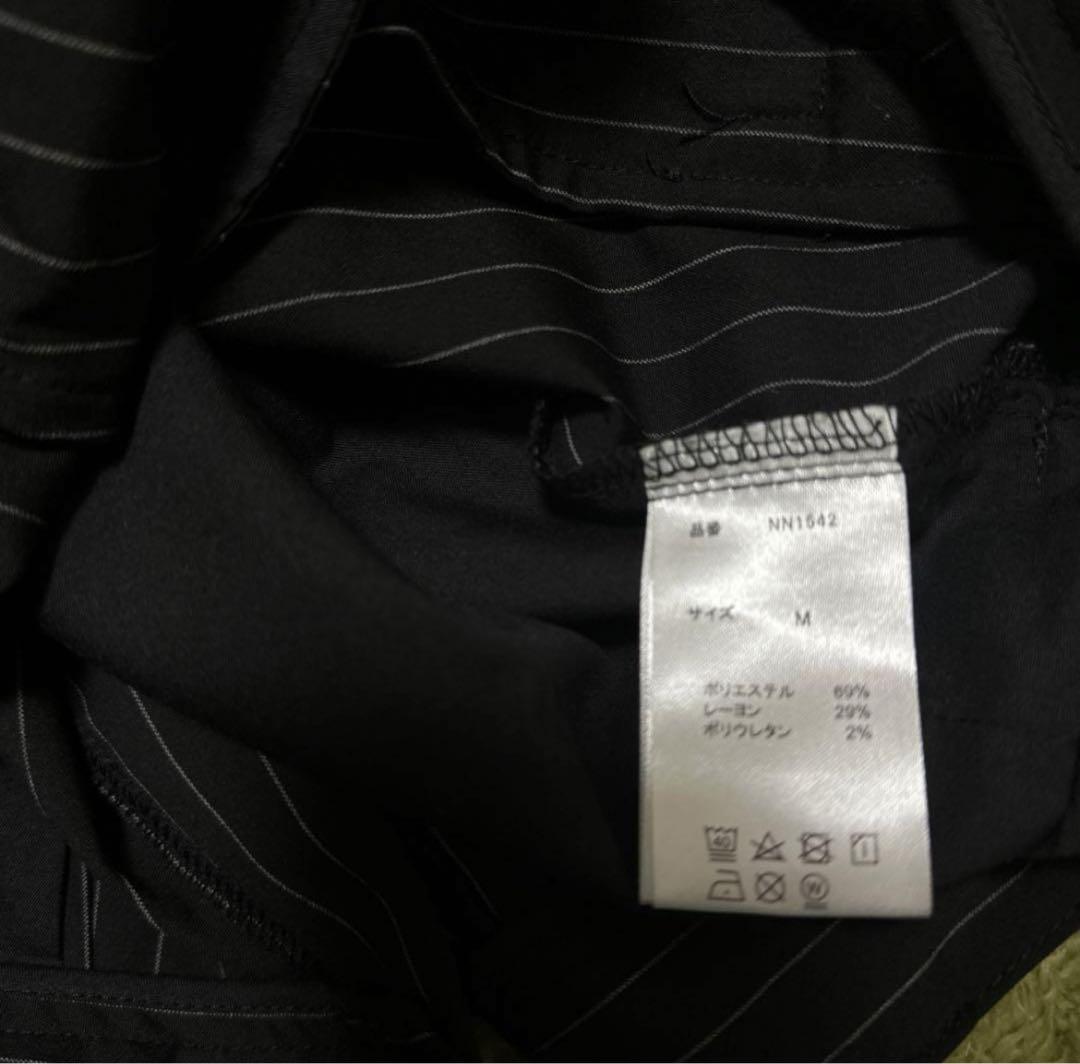 品番 NN1542
サイズ M
ポリエステル 69%
レーヨン 29%
ポリウレタン 2%
40
W